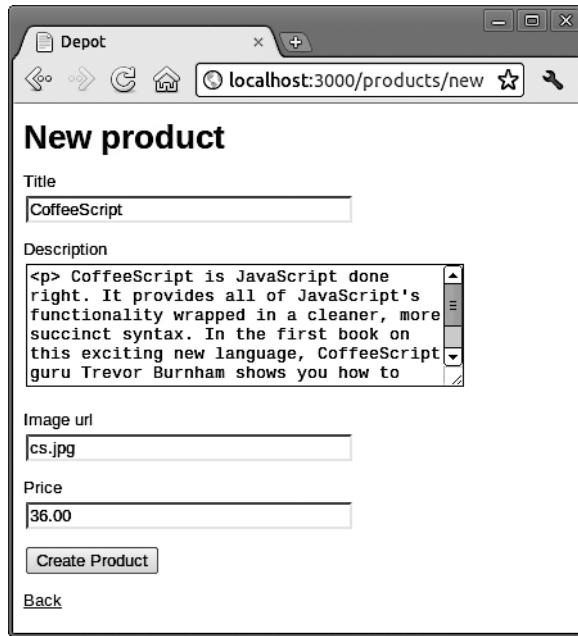 Depot
localhost:3000/products/new
New product
Title
CoffeeScript
Description
<p> CoffeeScript is JavaScript done
right. It provides all of JavaScript's
functionality wrapped in a cleaner, more
succinct syntax. In the first book on
this exciting new language, CoffeeScript
guru Trevor Burnham shows you how to
Image url
cs.jpg
Price
36.00
Create Product
Back